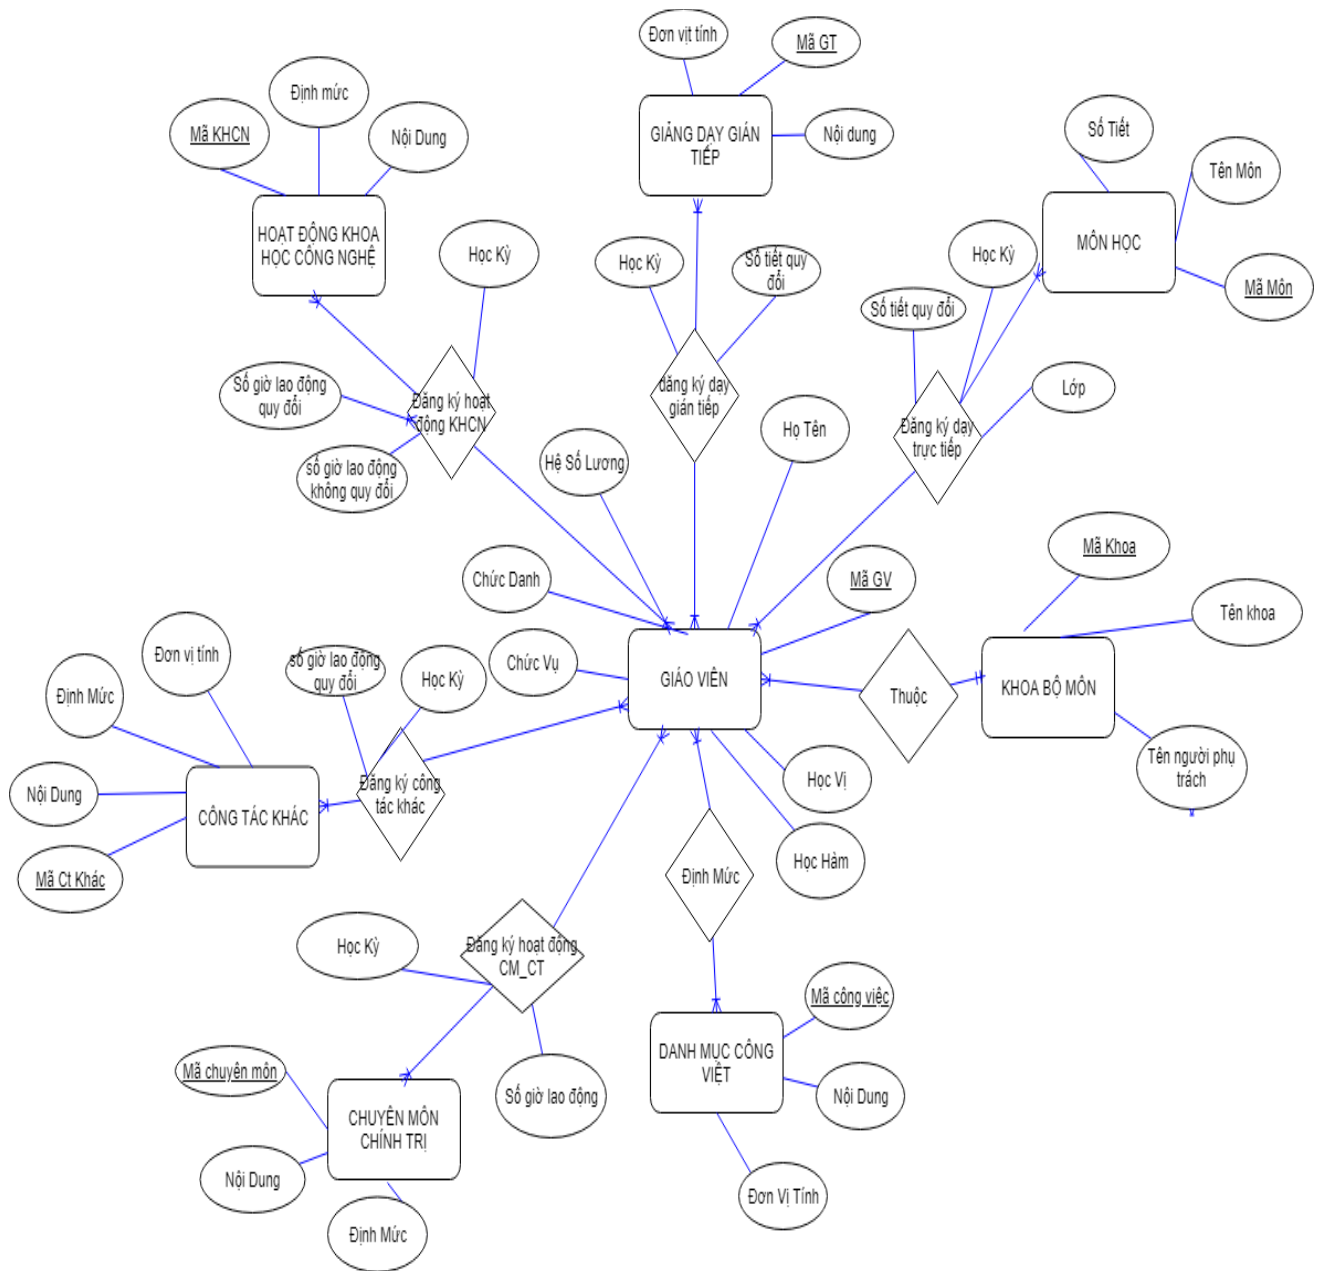 Đơn vịt tính
Mã GT
Định mức
Mã KHCN
Nội Dung
GIẢNG DẠY GIÁN
TIẾP
Nội dung
Số Tiết
Tên Môn
HOẠT ĐỘNG KHOA
HỌC CÔNG NGHỆ
MÔN HỌC
Học Kỳ
Học Kỳ
Số tiết quy
đổi
Học Kỳ
Mã Môn
Số tiết quy đổi
Số giờ lao động
quy đổi
Đăng ký hoạt
động KHCN
đăng ký dạy
gián tiếp
Lớp
Đăng ký dạy
trực tiếp
Họ Tên
số giờ lao động
không quy đổi
Hệ Số Lương
Mã Khoa
Chức Danh
Mã GV
Tên khoa
Đơn vị tính
số giờ lao động
quy đổi
Chức Vụ
Học Kỳ
GIÁO VIÊN
Thuộc
KHOA BỘ MÔN
Định Mức
Nội Dung
Đăng ký công
tác khác
Học Vị
Tên người phụ
trách
CÔNG TÁC KHÁC
Mã Ct Khác
Học Hàm
Định Mức
Học Kỳ
Đăng ký hoạt động
CM_CT
Mã công việc
DANH MỤC CÔNG
VIỆT
Mã chuyên môn
Số giờ lao động
Nội Dung
CHUYÊN MÔN
CHÍNH TRỊ
Nội Dung
Đơn Vị Tính
Định Mức